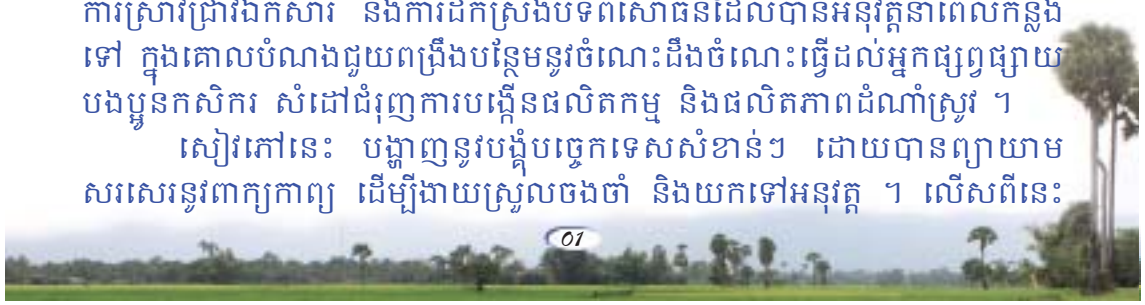 ការស្រាវជ្រាវឯកសារ និងការដកស្រង់បទពិសោធន៍ដែលបានអនុវត្តនាពេលកន្លង
ទៅ ក្នុងគោលបំណងជួយពង្រឹងបន្ថែមនូវចំណេះដឹងចំណេះធ្វើដល់អ្នកផ្សព្វផ្សាយ
បងប្អូនកសិករ សំដៅជំរុញការបង្កើនផលិតកម្ម និងផលិតភាពដំណាំស្រូវ ។
សៀវភៅនេះ បង្ហាញនូវបង្គុំបច្ចេកទេសសំខាន់ៗ ដោយបានព្យាយាម
សរសេរនូវពាក្យកាព្យ ដើម្បីងាយស្រួលចងចាំ និងយកទៅអនុវត្ត ។ លើសពីនេះ
01